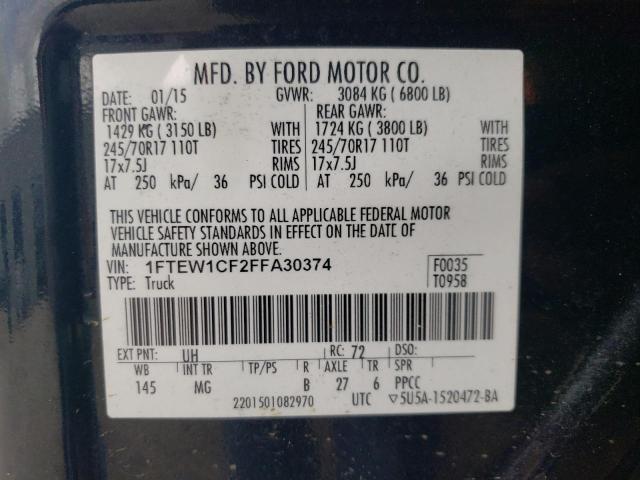 MFD. BY FORD MOTOR CO.
DATE: 01/15 GVWR: 3084 KG ( 6800 LB)
FRONT GAWR: REAR GAWR:
1429 KG ( 3150 LB) WITH 1724 KG ( 3800 LB) WITH
245/70R17 110T TIRES 245/70R17 110T TIRES
17x7.5J RIMS 17x7.5J RIMS
AT 250 kPa/ 36 PSI COLD AT 250 kPa/ 36 PSI COLD
THIS VEHICLE CONFORMS TO ALL APPLICABLE FEDERAL MOTOR
VEHICLE SAFETY STANDARDS IN EFFECT ON THE DATE OF
MANUFACTURE SHOWN ABOVE.
VIN: 1FTEW1CF2FFA30374 F0035
TYPE: Truck T0958
EXT PNT: UH RC: 72 DSO:
WB INT TR TP/PS R AXLE TR SPR
145 MG B 27 6 PPCC
2201501082970 UTC ▽5U5A-1520472-BA